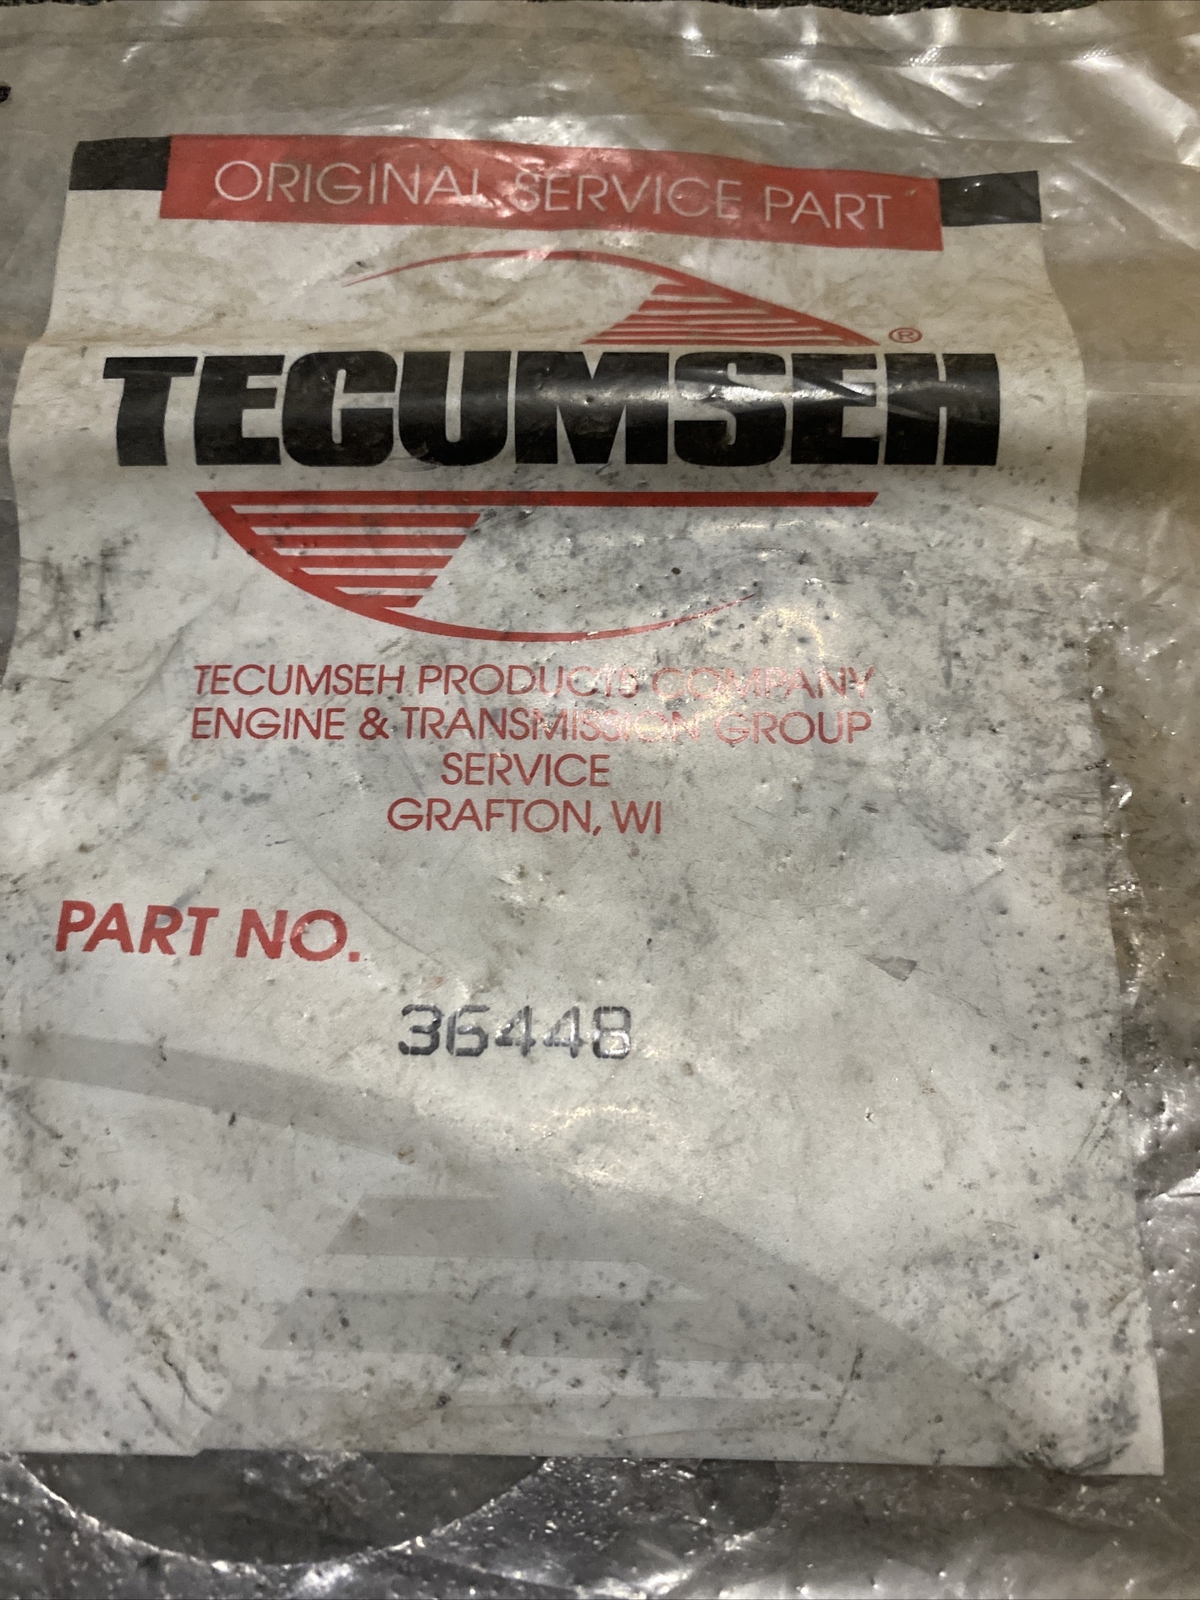 ORIGINAL SERVICE PART
®
TECUMSEH
TECUMSEH PRODUCTS COMPANY
ENGINE & TRANSMISSION GROUP
SERVICE
GRAFTON, WI
PART NO.
36448